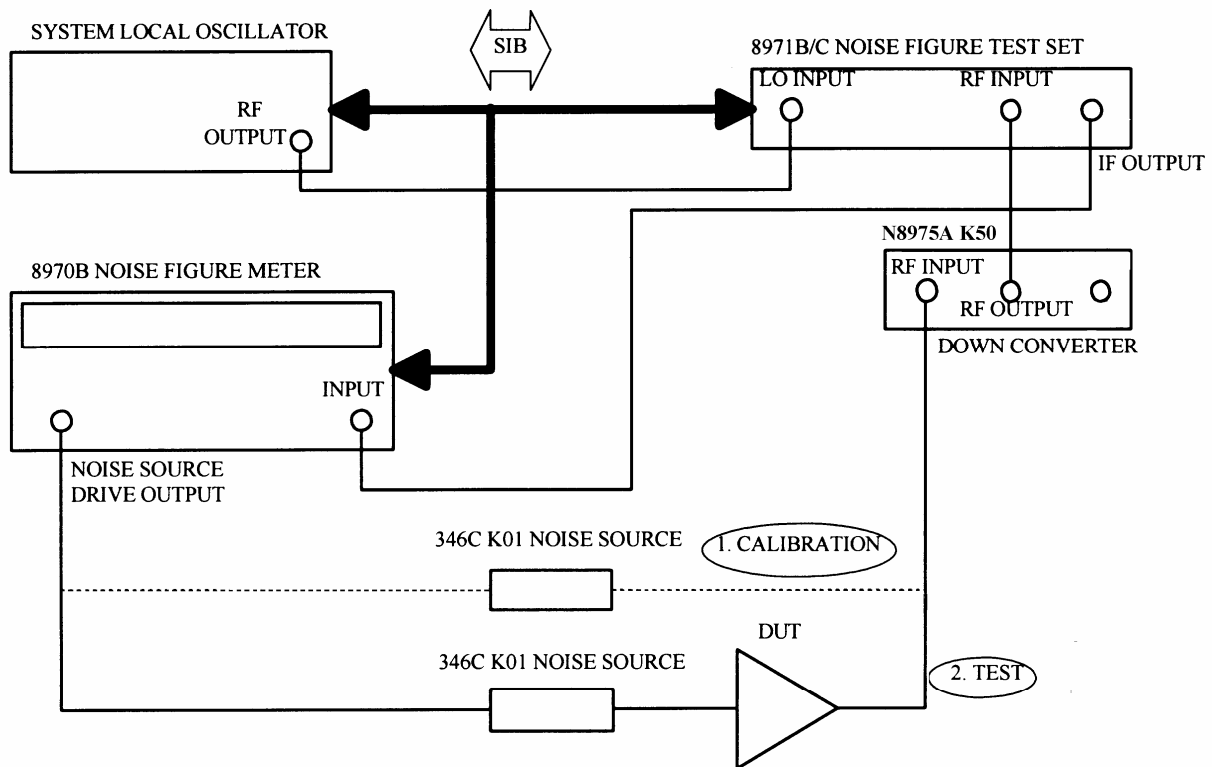 SYSTEM LOCAL OSCILLATOR
SIB
8971B/C NOISE FIGURE TEST SET
LO INPUT
RF INPUT
RF
OUTPUT
IF OUTPUT
N8975A K50
8970B NOISE FIGURE METER
RF INPUT
RF OUTPUT
DOWN CONVERTER
INPUT
NOISE SOURCE
DRIVE OUTPUT
346C K01 NOISE SOURCE
1. CALIBRATION
DUT
346C K01 NOISE SOURCE
2. TEST